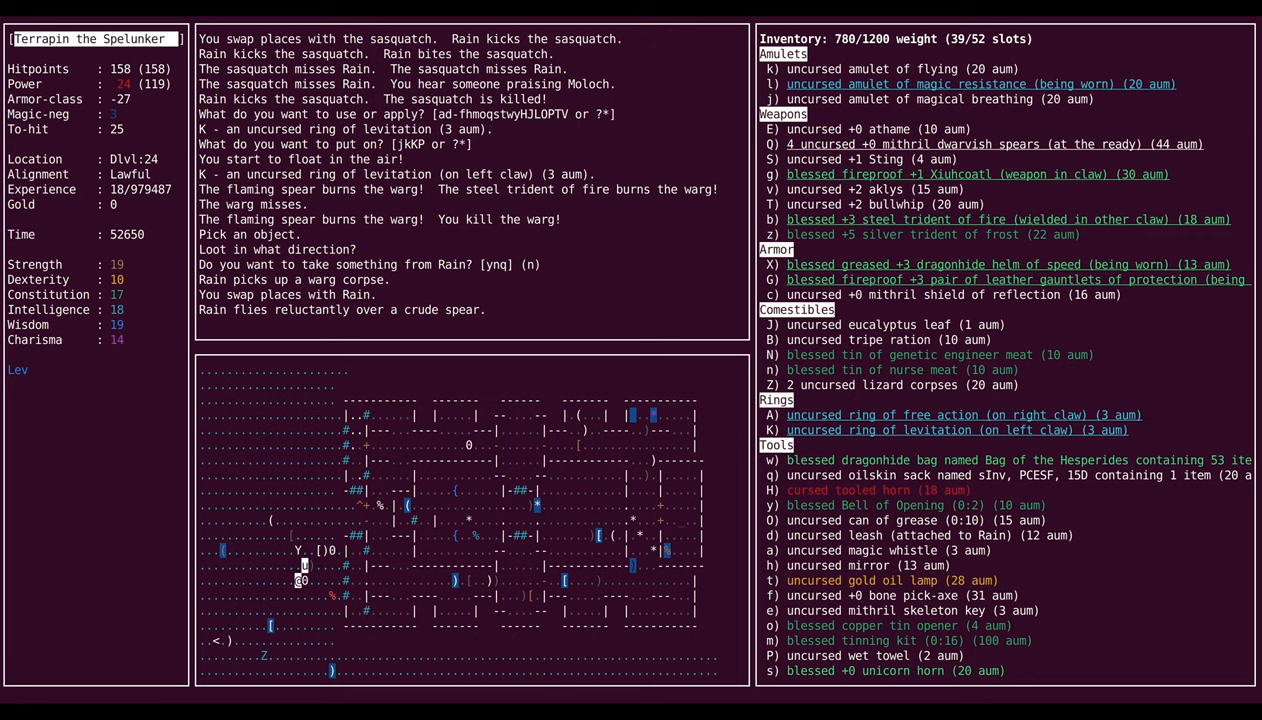 [Terrapin the Spelunker ]
Hitpoints : 158 (158)
Power : 24 (119)
Armor-class : -27
Magic-neg : 3
To-hit : 25
Location : Dlvl:24
Alignment : Lawful
Experience : 18/979487
Gold : 0
Time : 52650
Strength : 19
Dexterity : 10
Constitution : 17
Intelligence : 18
Wisdom : 19
Charisma : 14
Lev
You swap places with the sasquatch.  Rain kicks the sasquatch.
Rain kicks the sasquatch.  Rain bites the sasquatch.
The sasquatch misses Rain.  The sasquatch misses Rain.
The sasquatch misses Rain.  You hear someone praising Moloch.
Rain kicks the sasquatch.  The sasquatch is killed!
What do you want to use or apply? [ad-fhmoqstwyHJLOPTV or ?*]
K - an uncursed ring of levitation (3 aum).
What do you want to put on? [jkKP or ?*]
You start to float in the air!
K - an uncursed ring of levitation (on left claw) (3 aum).
The flaming spear burns the warg!  The steel trident of fire burns the warg!
The warg misses.
The flaming spear burns the warg!  You kill the warg!
Pick an object.
Loot in what direction?
Do you want to take something from Rain? [ynq] (n)
Rain picks up a warg corpse.
You swap places with Rain.
Rain flies reluctantly over a crude spear.
Inventory: 780/1200 weight (39/52 slots)
Amulets
k) uncursed amulet of flying (20 aum)
l) uncursed amulet of magic resistance (being worn) (20 aum)
j) uncursed amulet of magical breathing (20 aum)
Weapons
E) uncursed +0 athame (10 aum)
Q) 4 uncursed +0 mithril dwarvish spears (at the ready) (44 aum)
S) uncursed +1 Sting (4 aum)
g) blessed fireproof +1 Xiuhcoatl (weapon in claw) (30 aum)
v) uncursed +2 aklys (15 aum)
T) uncursed +2 bullwhip (20 aum)
b) blessed +3 steel trident of fire (wielded in other claw) (18 aum)
z) blessed +5 silver trident of frost (22 aum)
Armor
X) blessed greased +3 dragonhide helm of speed (being worn) (13 aum)
G) blessed fireproof +3 pair of leather gauntlets of protection (being
c) uncursed +0 mithril shield of reflection (16 aum)
Comestibles
J) uncursed eucalyptus leaf (1 aum)
B) uncursed tripe ration (10 aum)
N) blessed tin of genetic engineer meat (10 aum)
n) blessed tin of nurse meat (10 aum)
Z) 2 uncursed lizard corpses (20 aum)
Rings
A) uncursed ring of free action (on right claw) (3 aum)
K) uncursed ring of levitation (on left claw) (3 aum)
Tools
w) blessed dragonhide bag named Bag of the Hesperides containing 53 ite
q) uncursed oilskin sack named sInv, PCESF, 15D containing 1 item (20 a
H) cursed tooled horn (18 aum)
y) blessed Bell of Opening (0:2) (10 aum)
O) uncursed can of grease (0:10) (15 aum)
d) uncursed leash (attached to Rain) (12 aum)
a) uncursed magic whistle (3 aum)
h) uncursed mirror (13 aum)
t) uncursed gold oil lamp (28 aum)
f) uncursed +0 bone pick-axe (31 aum)
e) uncursed mithril skeleton key (3 aum)
o) blessed copper tin opener (4 aum)
m) blessed tinning kit (0:16) (100 aum)
P) uncursed wet towel (2 aum)
s) blessed +0 unicorn horn (20 aum)